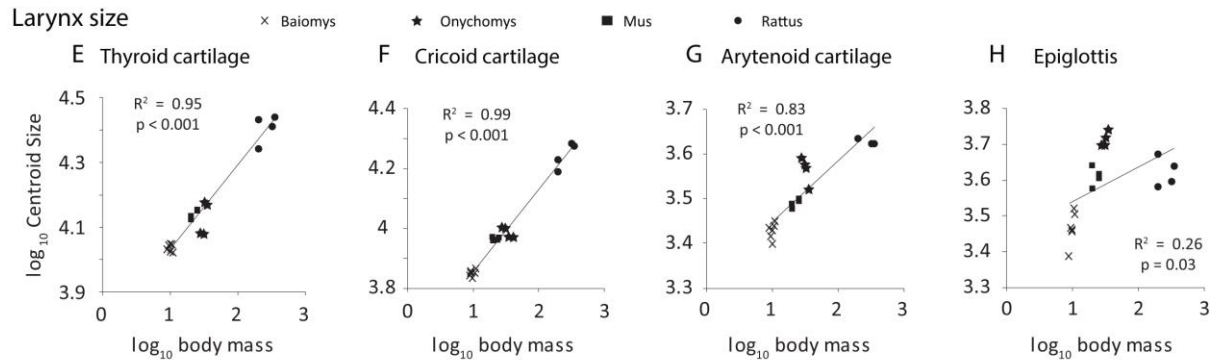 Larynx size
× Baiomys ★ Onychomys ■ Mus ● Rattus
E Thyroid cartilage
F Cricoid cartilage
G Arytenoid cartilage
H Epiglottis
log10 Centroid Size
4.5
4.3
4.1
3.9
R² = 0.95
p < 0.001
0 1 2 3
log10 body mass
4.4
4.2
4
3.8
R² = 0.99
p < 0.001
0 1 2 3
log10 body mass
3.7
3.6
3.5
3.4
3.3
R² = 0.83
p < 0.001
0 1 2 3
log10 body mass
3.8
3.7
3.6
3.5
3.4
3.3
R² = 0.26
p = 0.03
0 1 2 3
log10 body mass